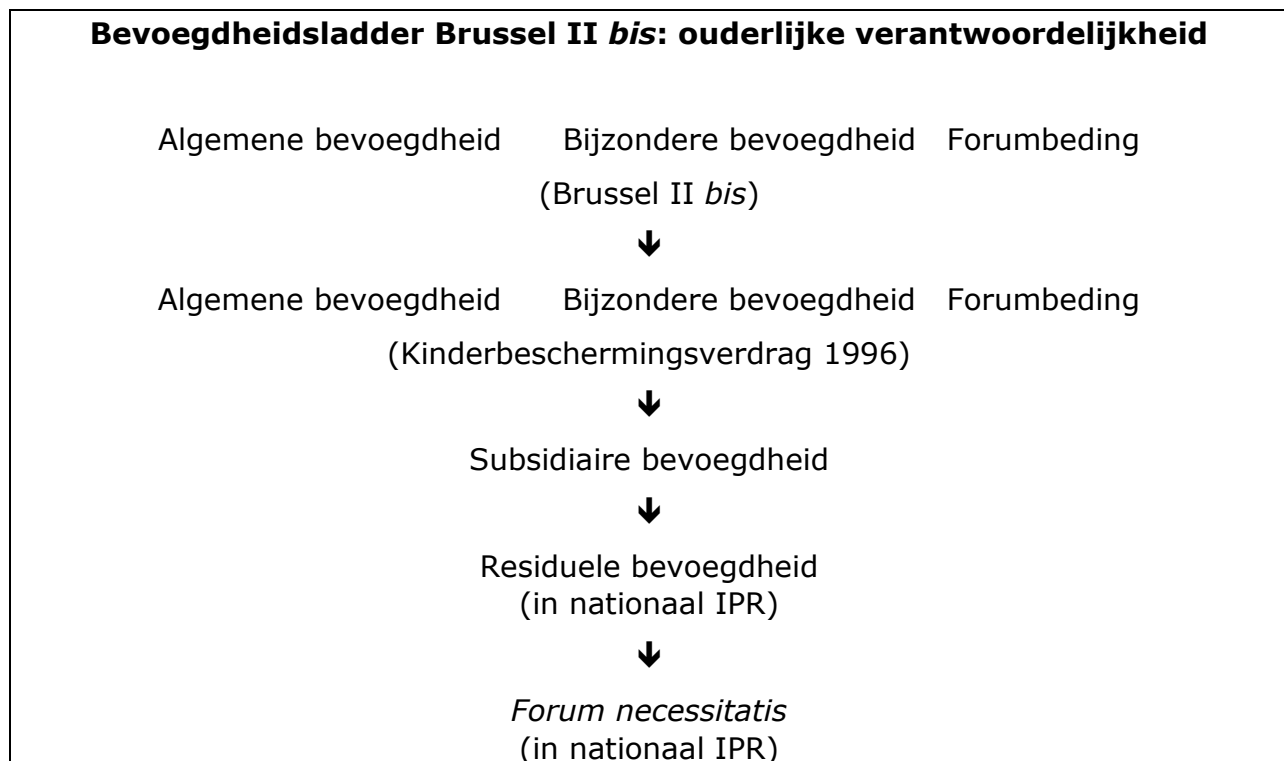 Bevoegdheidsladder Brussel II bis: ouderlijke verantwoordelijkheid
Algemene bevoegdheid Bijzondere bevoegdheid Forumbeding
(Brussel II bis)
Algemene bevoegdheid Bijzondere bevoegdheid Forumbeding
(Kinderbeschermingsverdrag 1996)
Subsidiaire bevoegdheid
Residuele bevoegdheid
(in nationaal IPR)
Forum necessitatis
(in nationaal IPR)